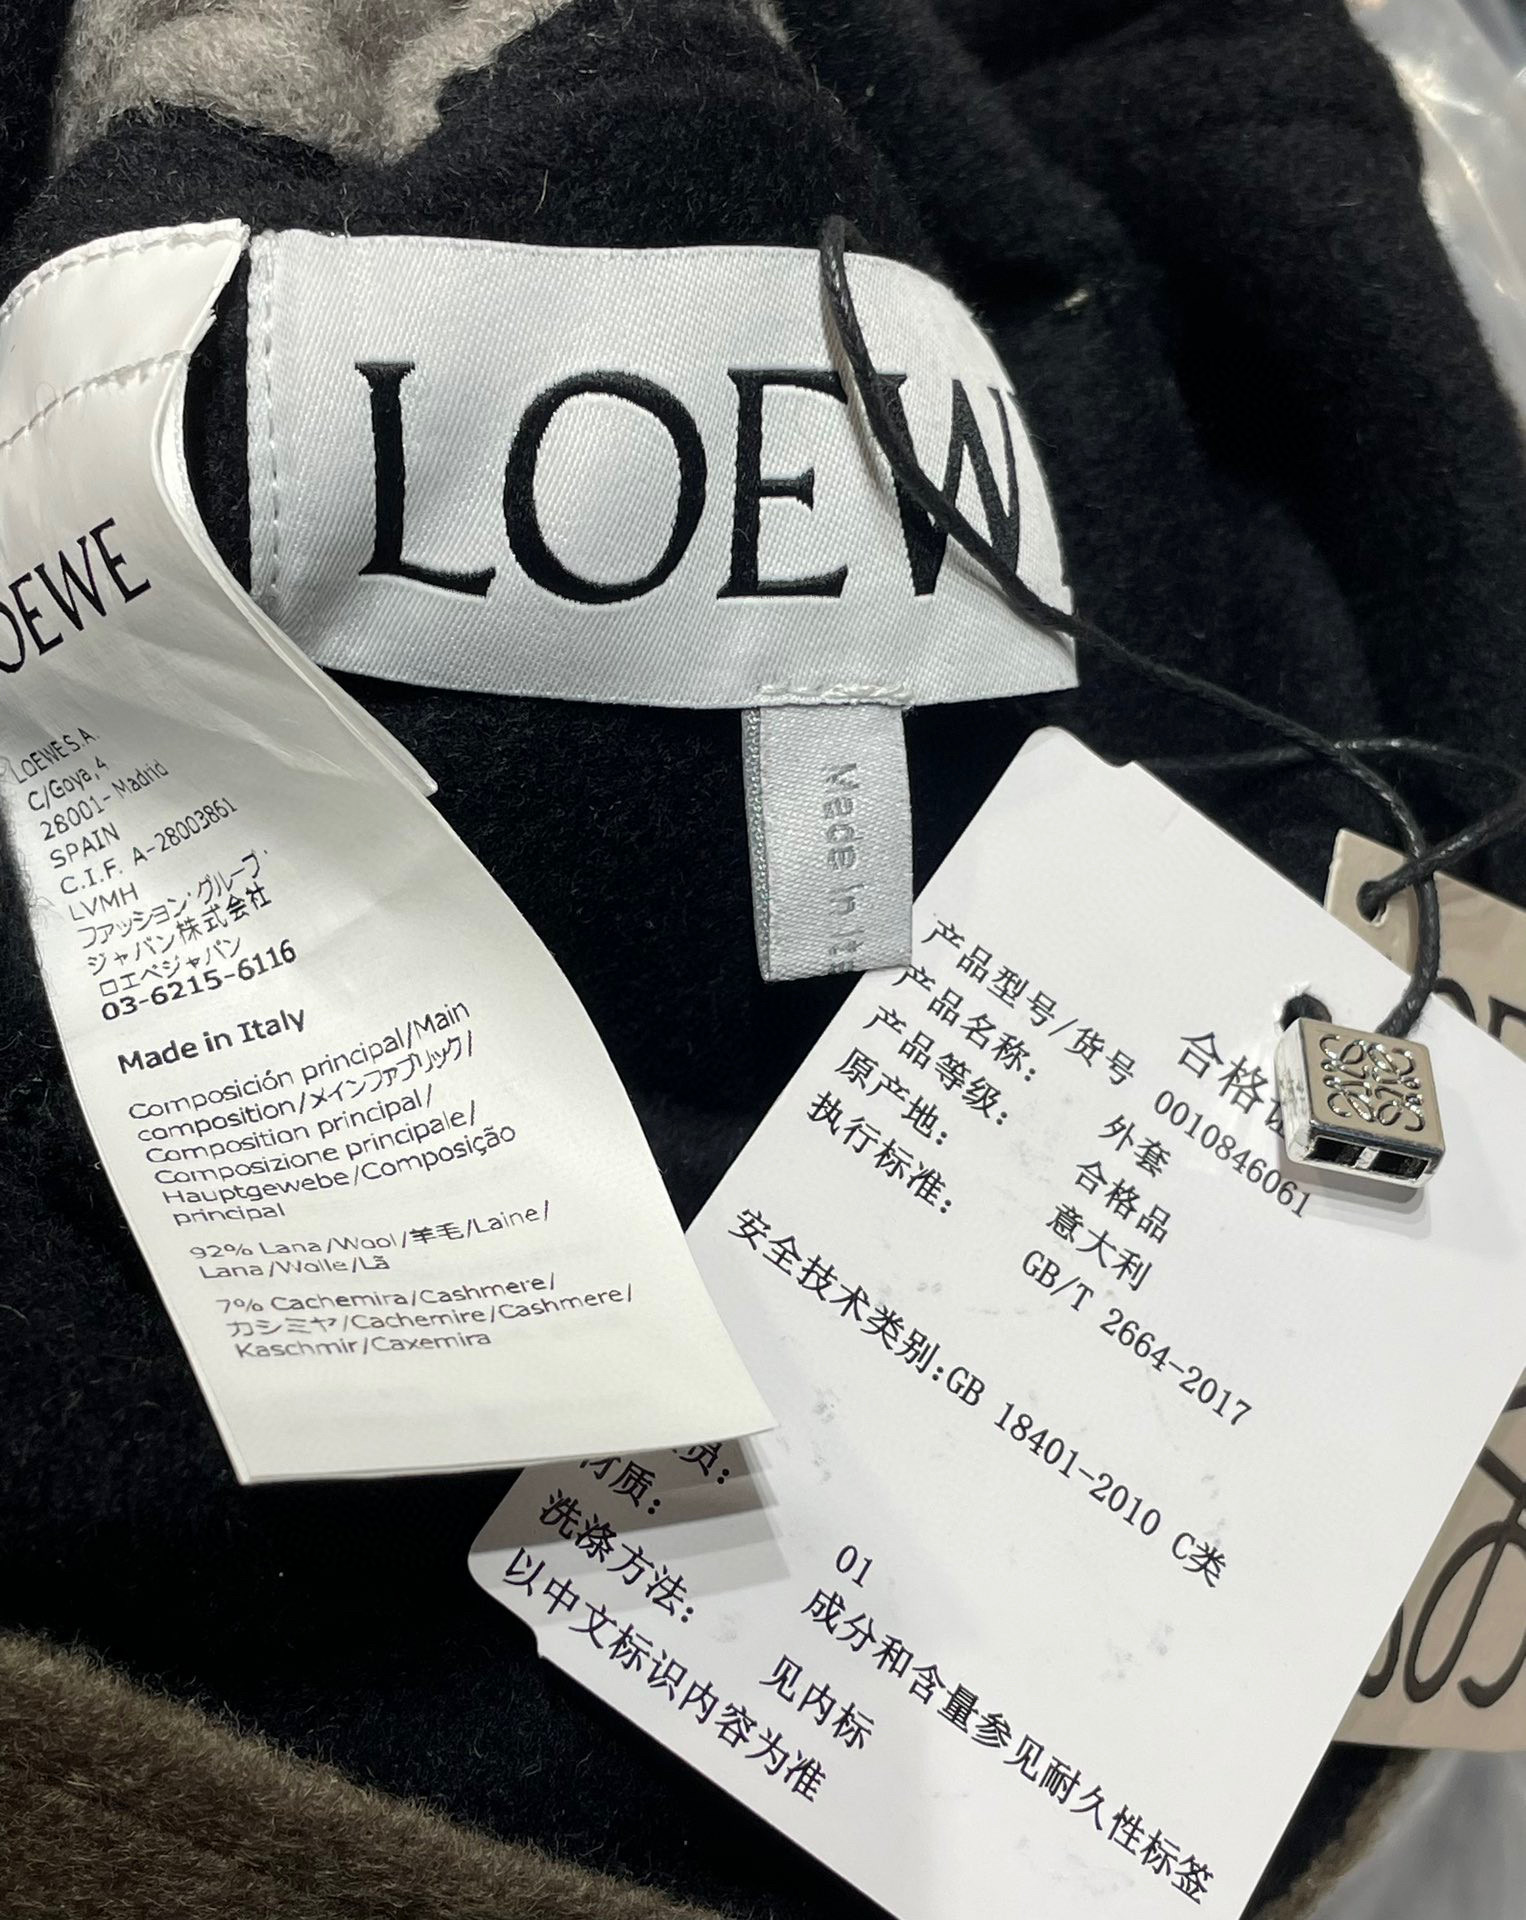 LOEW
OEWE
LOEWE S.A.
C/Goya, 4
28001- Madrid
SPAIN
C.I.F. A-28003861
LVMH
ファッション・グループ・
ジャパン株式会社
ロエベジャパン
03-6215-6116
Made in Italy
Composición principal/Main
composition/メインファブリック/
Composition principal/
Composizione principale/
Hauptgewebe/Composição
principal
92% Lana/Wool/羊毛/Laine/
Lana/Wolle/Lã
7% Cachemira/Cashmere/
カシミヤ/Cachemire/Cashmere/
Kaschmir/Caxemira
Made in It
合格证
产品型号/货号 0010846061
产品名称: 外套
产品等级: 合格品
原产地: 意大利
执行标准: GB/T 2664-2017
安全技术类别:GB 18401-2010 C类
员: 01
材质: 成分和含量参见耐久性标签
洗涤方法: 见内标
以中文标识内容为准